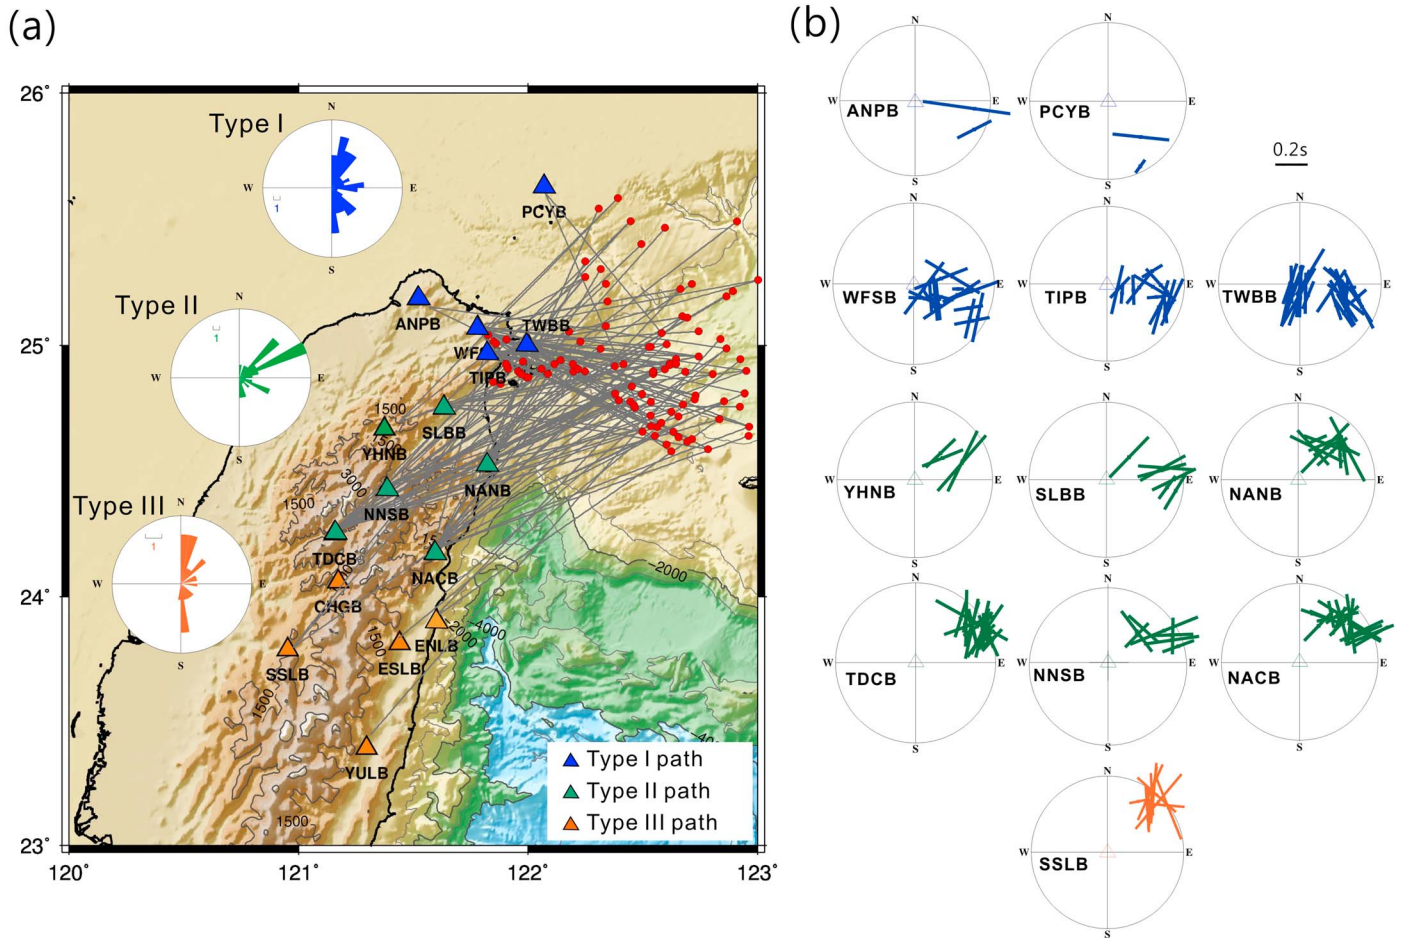 (a)
(b)
26°
25°
24°
23°
120°
121°
122°
123°
Type I
N
W
E
S
1
Type II
N
W
E
S
1
Type III
N
W
E
S
1
PCYB
ANPB
TWBB
TIPB
SLBB
YHNB
NANB
NNSB
TDCB
NACB
CHGB
ENLB
ESLB
SSLB
YULB
1500
3000
1500
1500
1500
1500
-2000
-2000
-4000
Type I path
Type II path
Type III path
N
W
E
S
ANPB
N
W
E
S
PCYB
0.2s
N
W
E
S
WFSB
N
W
E
S
TIPB
N
W
E
S
TWBB
N
W
E
S
YHNB
N
W
E
S
SLBB
N
W
E
S
NANB
N
W
E
S
TDCB
N
W
E
S
NNSB
N
W
E
S
NACB
N
W
E
S
SSLB